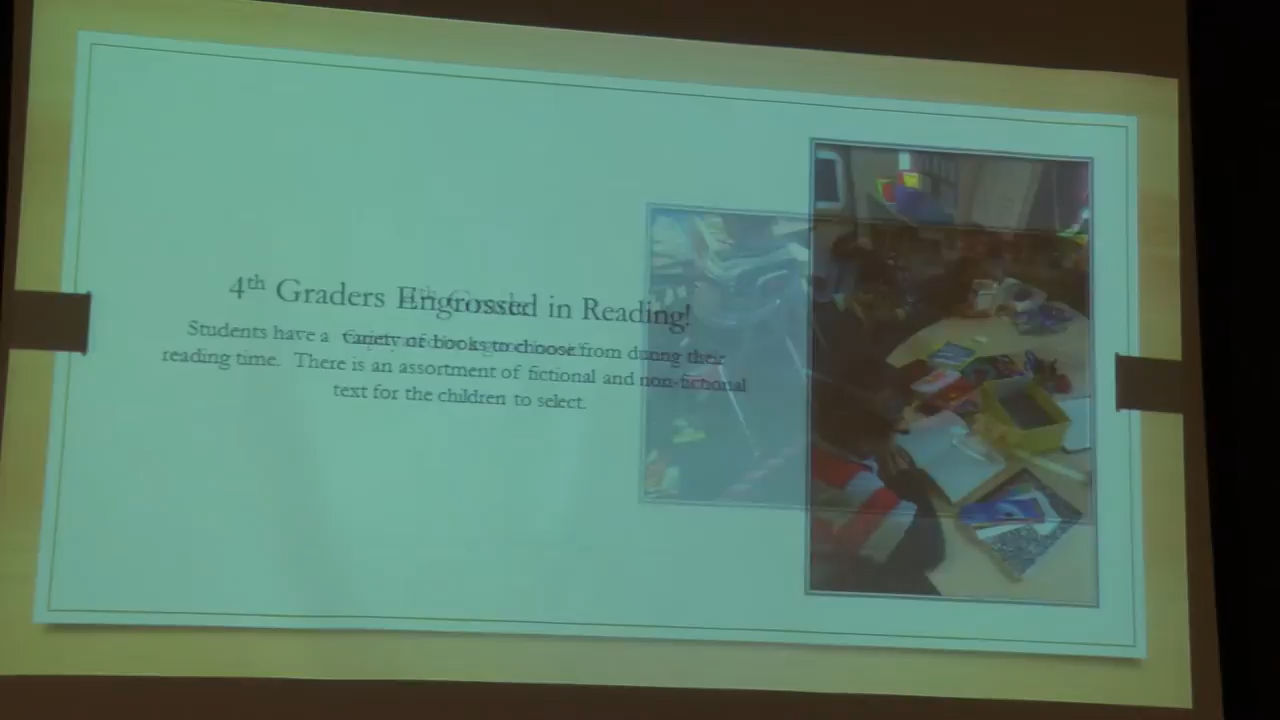 4th Graders Engrossed in Reading!
Students have a variety of books to choose from during their
reading time. There is an assortment of fictional and non-fictional
text for the children to select.